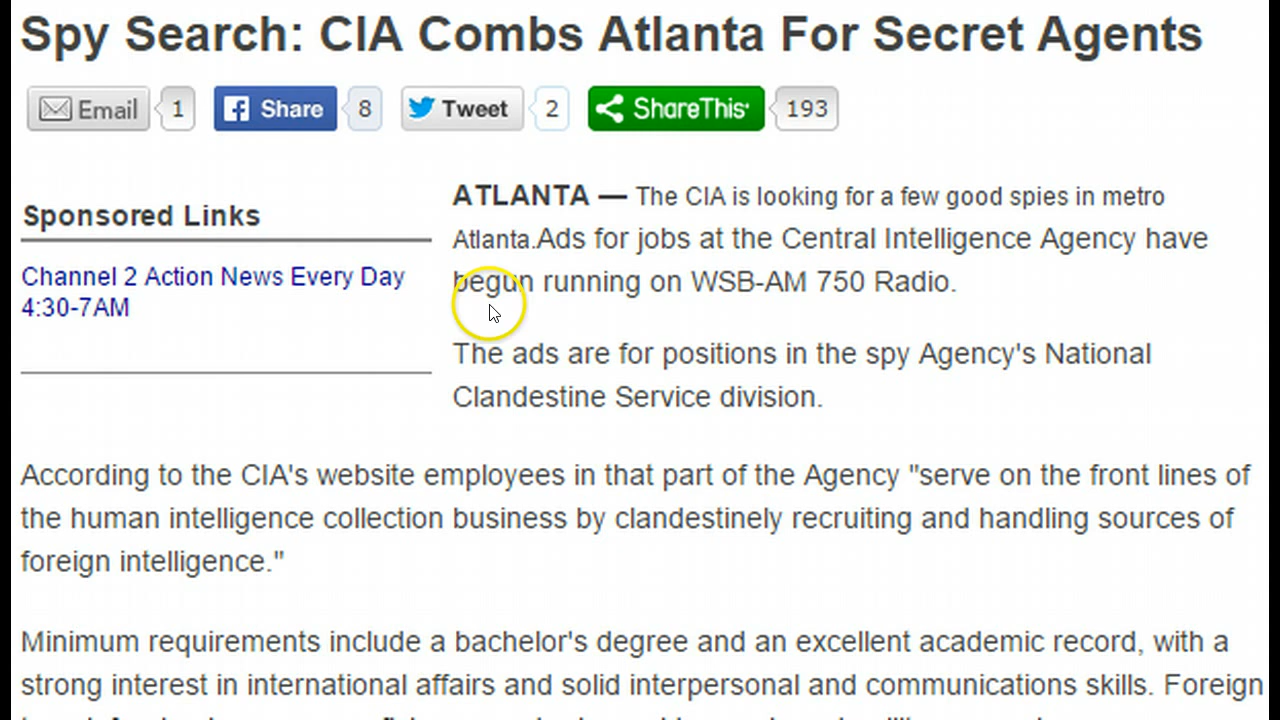 Spy Search: CIA Combs Atlanta For Secret Agents
Email 1 Share 8 Tweet 2 ShareThis 193
Sponsored Links
Channel 2 Action News Every Day
4:30-7AM
ATLANTA — The CIA is looking for a few good spies in metro
Atlanta.Ads for jobs at the Central Intelligence Agency have
begun running on WSB-AM 750 Radio.
The ads are for positions in the spy Agency's National
Clandestine Service division.
According to the CIA's website employees in that part of the Agency "serve on the front lines of
the human intelligence collection business by clandestinely recruiting and handling sources of
foreign intelligence."
Minimum requirements include a bachelor's degree and an excellent academic record, with a
strong interest in international affairs and solid interpersonal and communications skills. Foreign